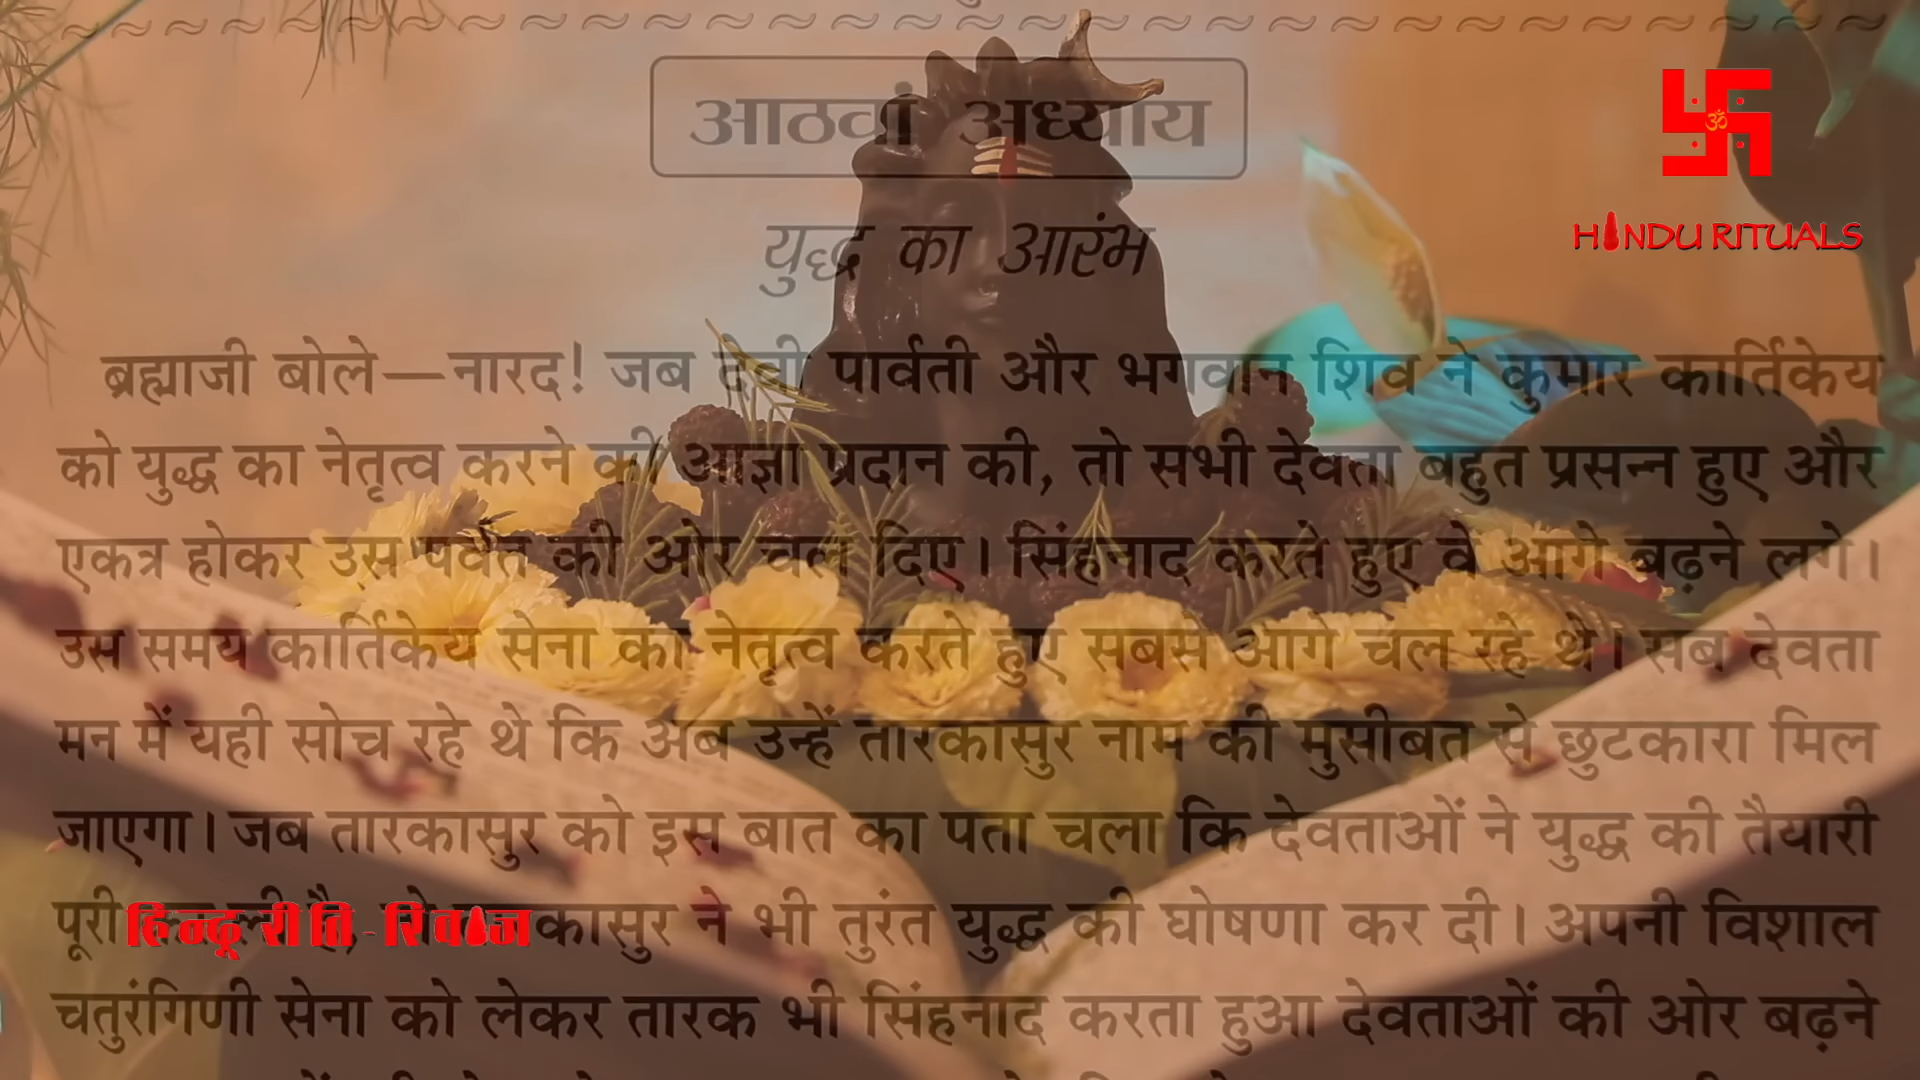 आठवां अध्याय
HINDU RITUALS
युद्ध का आरंभ
ब्रह्माजी बोले—नारद! जब देवी पार्वती और भगवान शिव ने कुमार कार्तिकेय
को युद्ध का नेतृत्व करने की आज्ञा प्रदान की, तो सभी देवता बहुत प्रसन्न हुए और
एकत्र होकर उस पर्वत की ओर चल दिए। सिंहनाद करते हुए वे आगे बढ़ने लगे।
उस समय कार्तिकेय सेना का नेतृत्व करते हुए सबसे आगे चल रहे थे। सब देवता
मन में यही सोच रहे थे कि अब उन्हें तारकासुर नाम की मुसीबत से छुटकारा मिल
जाएगा। जब तारकासुर को इस बात का पता चला कि देवताओं ने युद्ध की तैयारी
पूरी है, ने भी तुरंत युद्ध की घोषणा कर दी। अपनी विशाल
हिन्दू रीति-रिवाज
चतुरंगिणी सेना को लेकर तारक भी सिंहनाद करता हुआ देवताओं की ओर बढ़ने